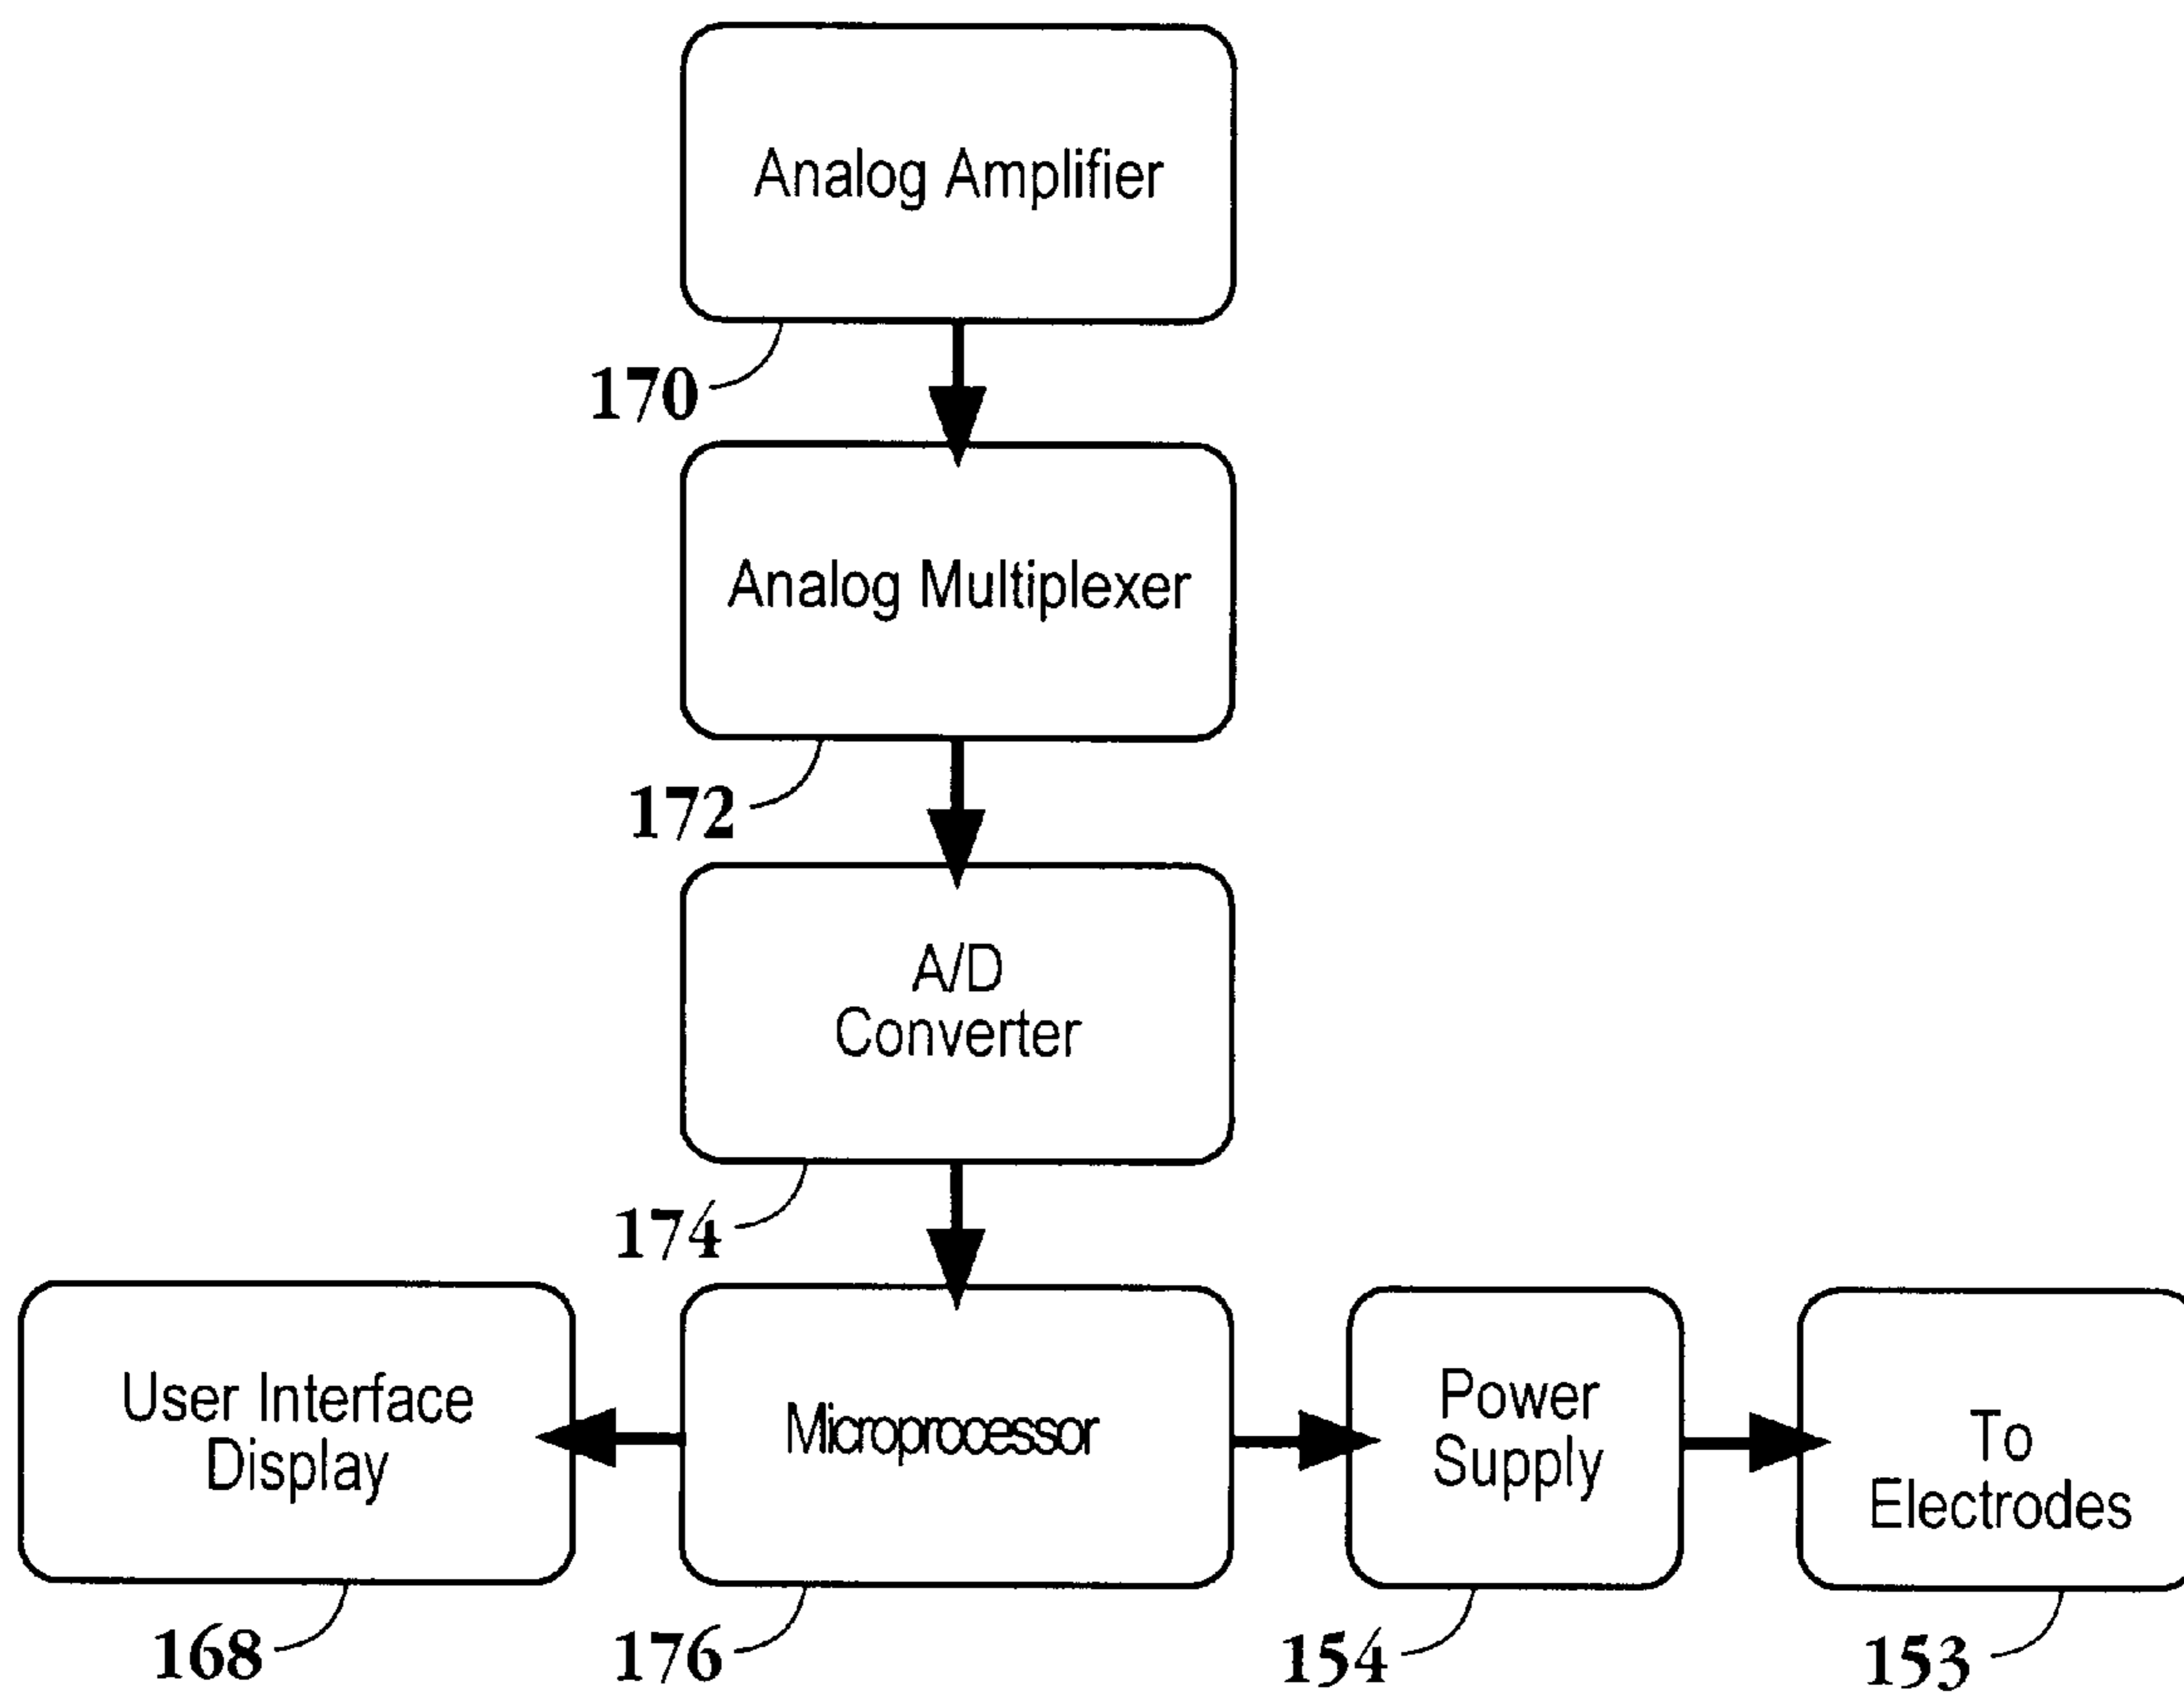 Analog Amplifier
170
Analog Multiplexer
172
A/D
Converter
174
User Interface
Display
168
Microprocessor
176
Power
Supply
154
To
Electrodes
153